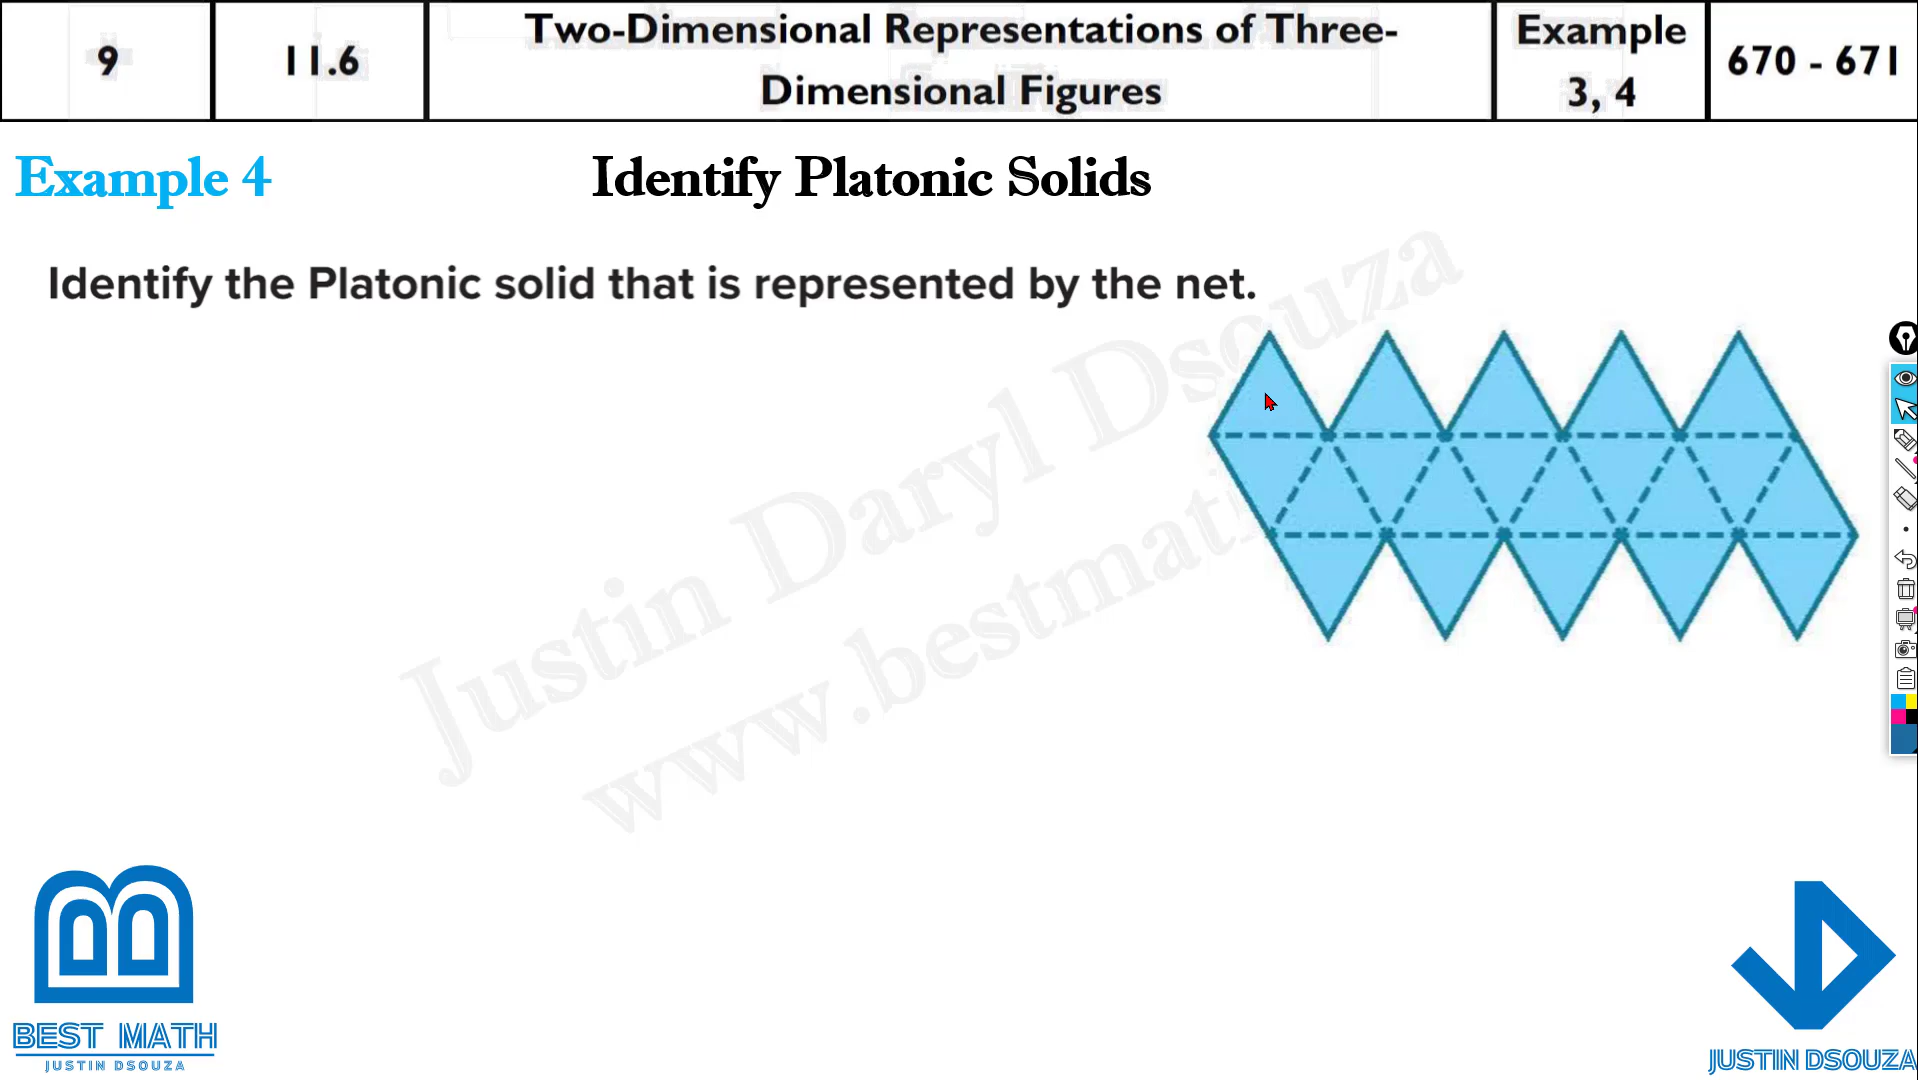 9
11.6
Two-Dimensional Representations of Three-
Dimensional Figures
Example
3, 4
670 - 671
Example 4
Identify Platonic Solids
Identify the Platonic solid that is represented by the net.
Justin Daryl Dsouza
www.bestmati
BEST MATH
JUSTIN DSOUZA
JUSTIN DSOUZA